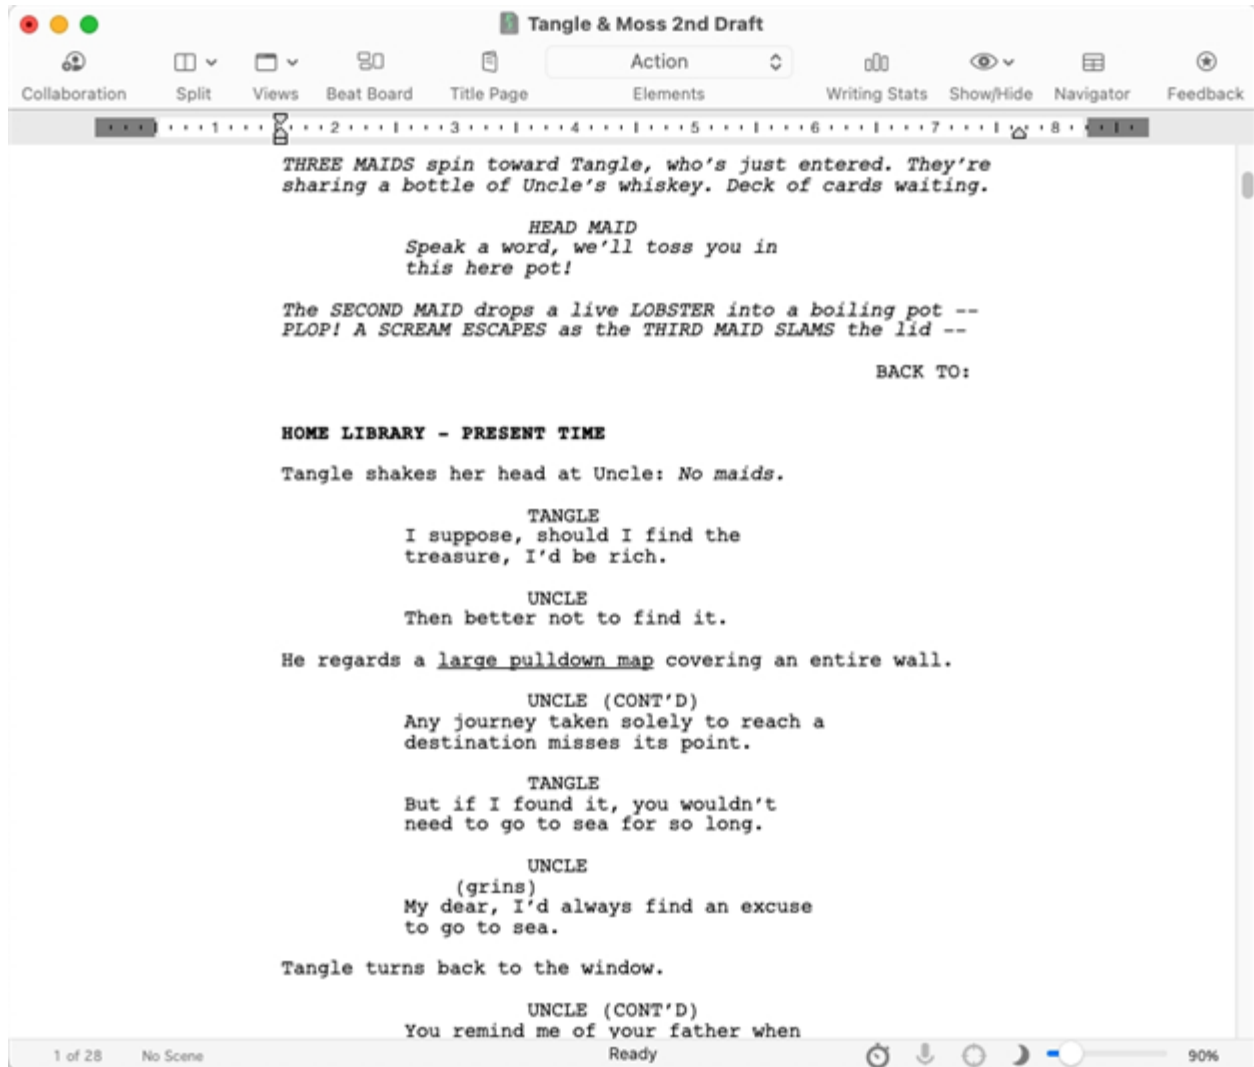 Tangle & Moss 2nd Draft
Action
Collaboration Split Views Beat Board Title Page Elements Writing Stats Show/Hide Navigator Feedback
1 2 3 4 5 6 7 8
THREE MAIDS spin toward Tangle, who's just entered. They're
sharing a bottle of Uncle's whiskey. Deck of cards waiting.
HEAD MAID
Speak a word, we'll toss you in
this here pot!
The SECOND MAID drops a live LOBSTER into a boiling pot --
PLOP! A SCREAM ESCAPES as the THIRD MAID SLAMS the lid --
BACK TO:
HOME LIBRARY - PRESENT TIME
Tangle shakes her head at Uncle: No maids.
TANGLE
I suppose, should I find the
treasure, I'd be rich.
UNCLE
Then better not to find it.
He regards a large pulldown map covering an entire wall.
UNCLE (CONT'D)
Any journey taken solely to reach a
destination misses its point.
TANGLE
But if I found it, you wouldn't
need to go to sea for so long.
UNCLE
(grins)
My dear, I'd always find an excuse
to go to sea.
Tangle turns back to the window.
UNCLE (CONT'D)
You remind me of your father when
1 of 28 No Scene Ready 90%